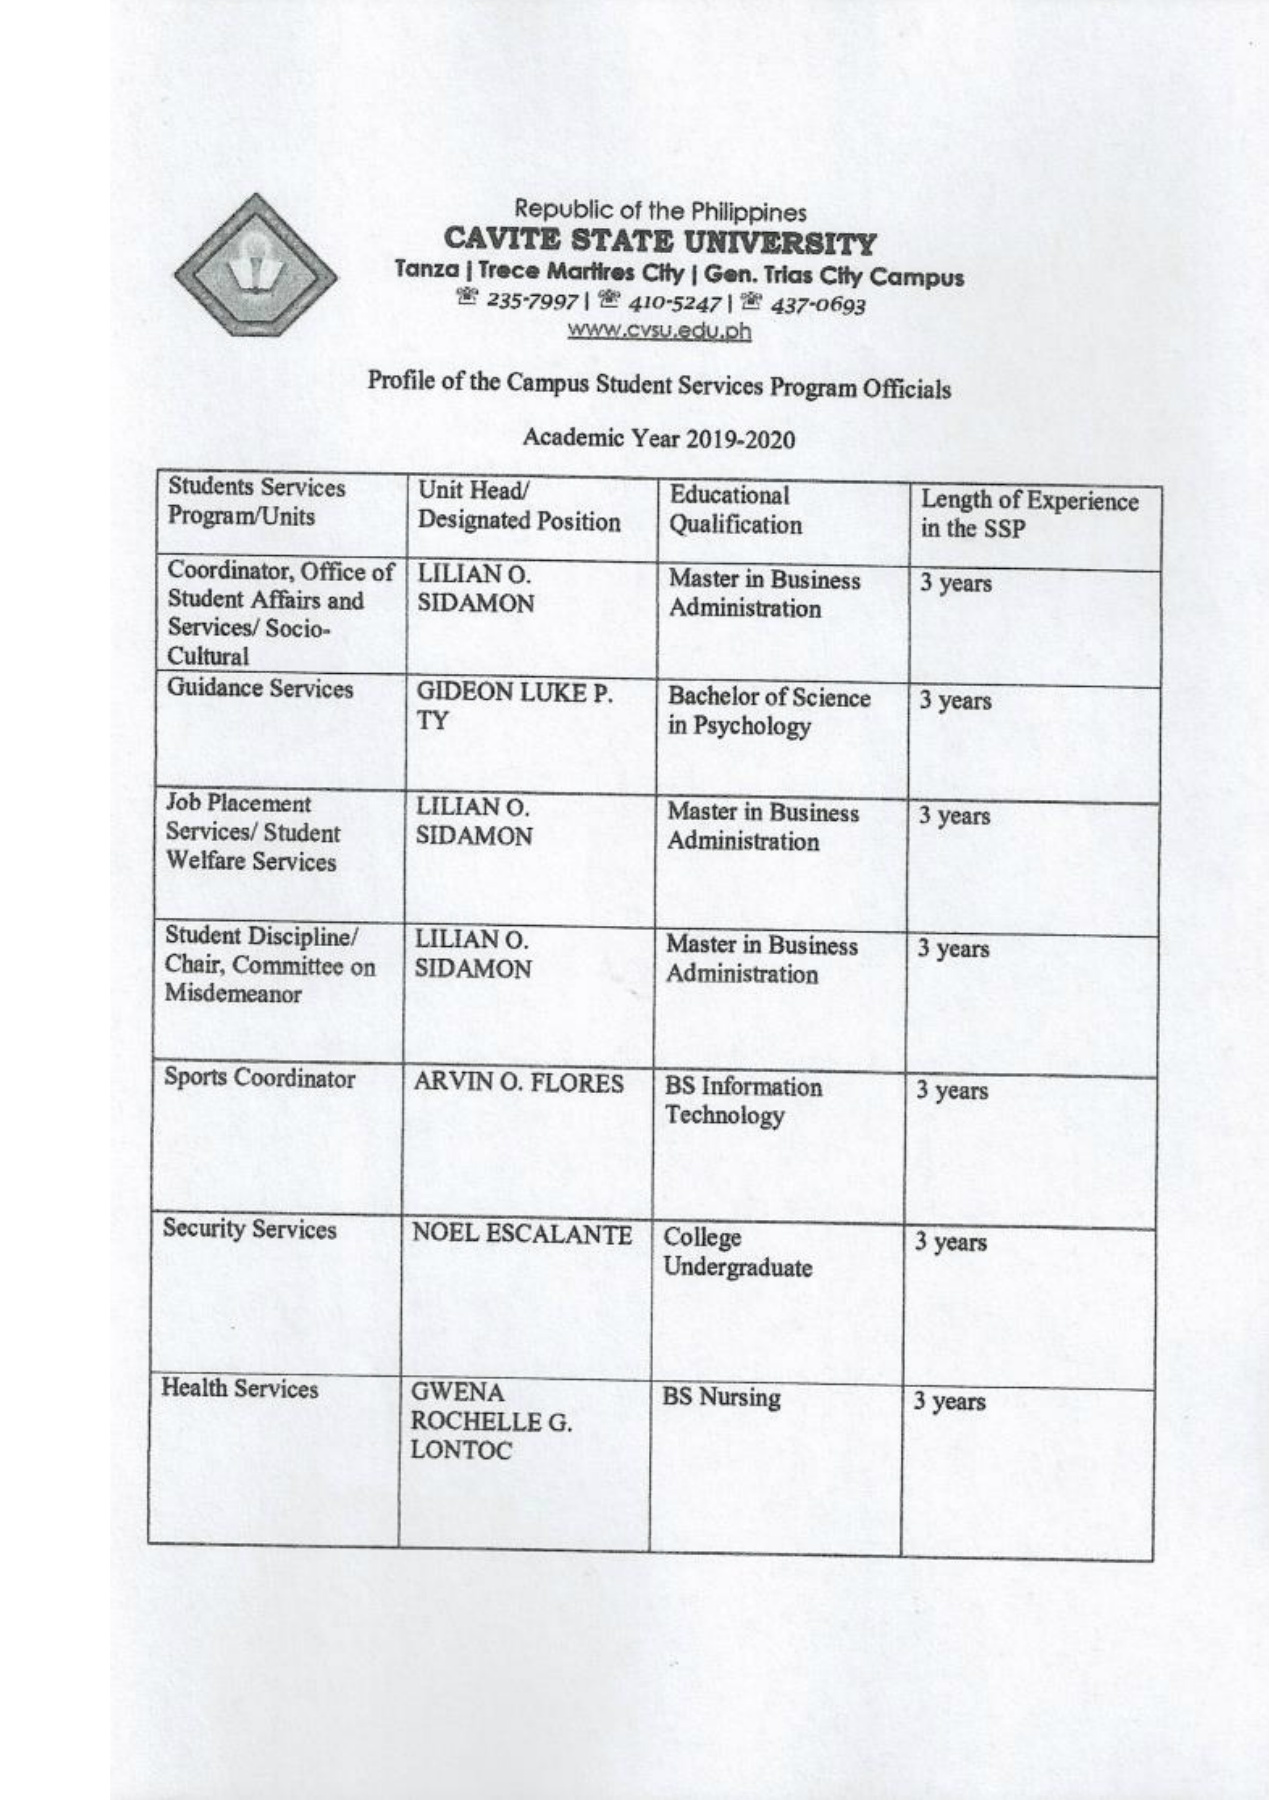 Republic of the Philippines
CAVITE STATE UNIVERSITY
Tanza | Trece Martires City | Gen. Trias City Campus
☏ 235-7997 | ☏ 410-5247 | ☏ 437-0693
www.cvsu.edu.ph
Profile of the Campus Student Services Program Officials
Academic Year 2019-2020
Students Services
Program/Units
Unit Head/
Designated Position
Educational
Qualification
Length of Experience
in the SSP
Coordinator, Office of
Student Affairs and
Services/ Socio-
Cultural
LILIAN O.
SIDAMON
Master in Business
Administration
3 years
Guidance Services
GIDEON LUKE P.
TY
Bachelor of Science
in Psychology
3 years
Job Placement
Services/ Student
Welfare Services
LILIAN O.
SIDAMON
Master in Business
Administration
3 years
Student Discipline/
Chair, Committee on
Misdemeanor
LILIAN O.
SIDAMON
Master in Business
Administration
3 years
Sports Coordinator
ARVIN O. FLORES
BS Information
Technology
3 years
Security Services
NOEL ESCALANTE
College
Undergraduate
3 years
Health Services
GWENA
ROCHELLE G.
LONTOC
BS Nursing
3 years